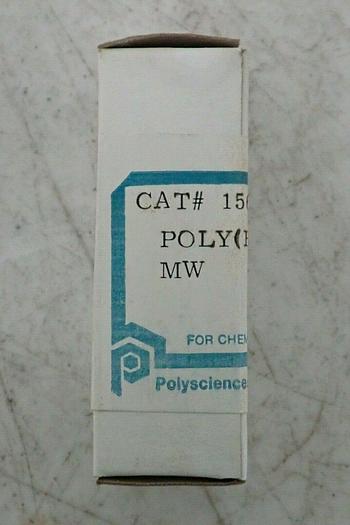 CAT# 15
POLY(
MW
FOR CHEM
Polyscience